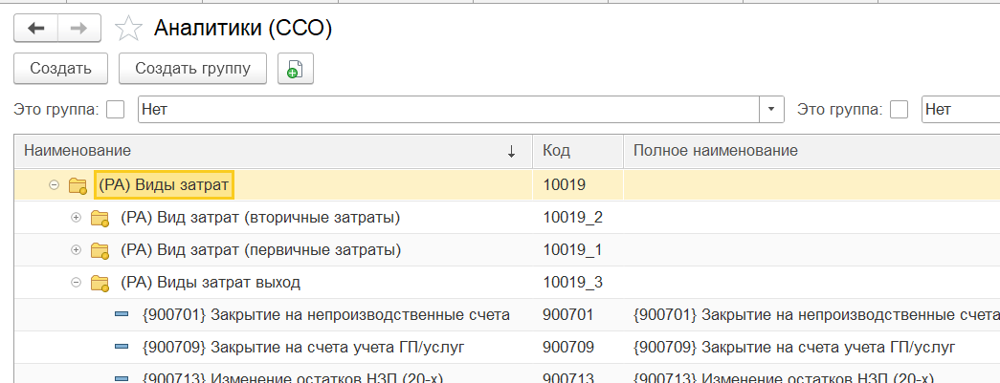 Аналитики (ССО)
Создать Создать группу
Это группа: Нет Это группа: Нет
Наименование ↓ Код Полное наименование
(РА) Виды затрат 10019
(РА) Вид затрат (вторичные затраты) 10019_2
(РА) Вид затрат (первичные затраты) 10019_1
(РА) Виды затрат выход 10019_3
{900701} Закрытие на непроизводственные счета 900701 {900701} Закрытие на непроизводственные счета
{900709} Закрытие на счета учета ГП/услуг 900709 {900709} Закрытие на счета учета ГП/услуг
{900713} Изменение остатков НЗП (20-х) 900713 {900713} Изменение остатков НЗП (20-х)